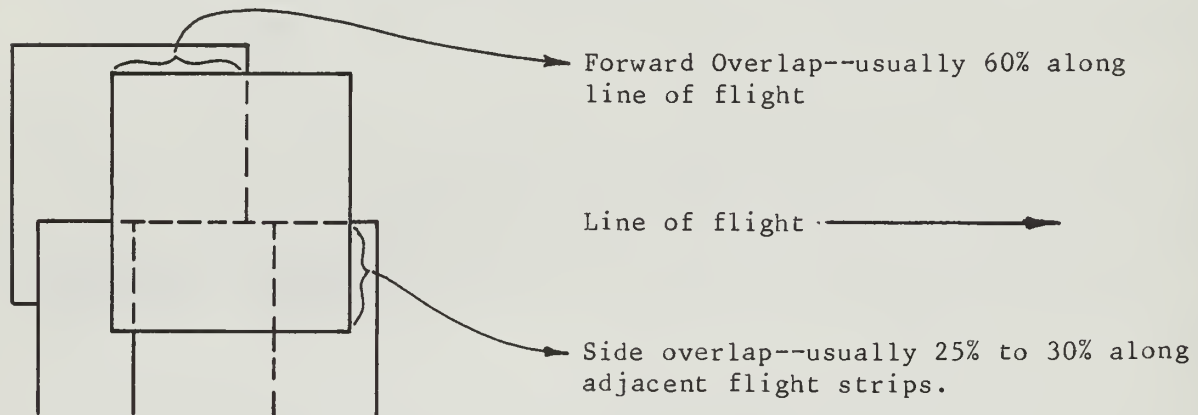 Forward Overlap--usually 60% along
line of flight
Line of flight
Side overlap--usually 25% to 30% along
adjacent flight strips.